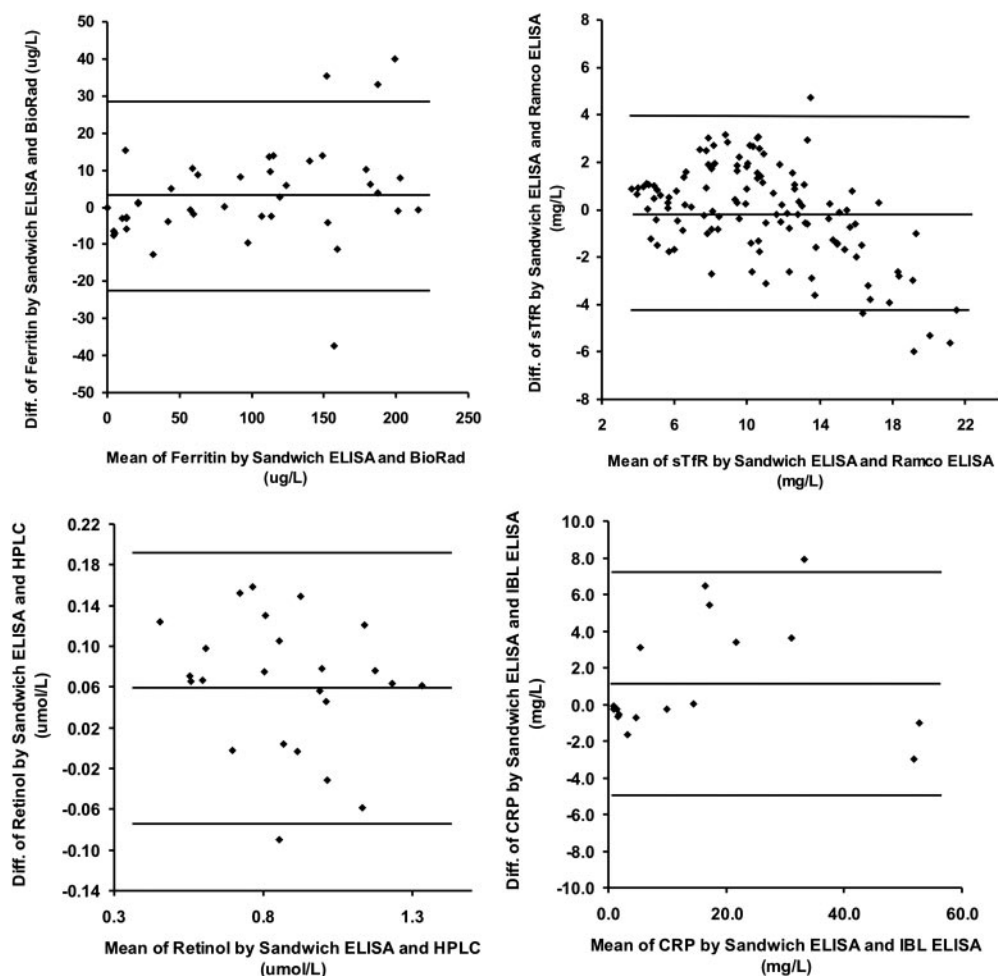 Diff. of Ferritin by Sandwich ELISA and BioRad (ug/L)
50
40
30
20
10
0
-10
-20
-30
-40
-50
0 50 100 150 200 250
Mean of Ferritin by Sandwich ELISA and BioRad
(ug/L)
Diff. of sTfR by Sandwich ELISA and Ramco ELISA
(mg/L)
8
6
4
2
0
-2
-4
-6
-8
2 6 10 14 18 22
Mean of sTfR by Sandwich ELISA and Ramco ELISA
(mg/L)
Diff. of Retinol by Sandwich ELISA and HPLC
(umol/L)
0.22
0.18
0.14
0.10
0.06
0.02
-0.02
-0.06
-0.10
-0.14
0.3 0.8 1.3
Mean of Retinol by Sandwich ELISA and HPLC
(umol/L)
Diff. of CRP by Sandwich ELISA and IBL ELISA
(mg/L)
10.0
8.0
6.0
4.0
2.0
0.0
-2.0
-4.0
-6.0
-8.0
-10.0
0.0 20.0 40.0 60.0
Mean of CRP by Sandwich ELISA and IBL ELISA
(mg/L)